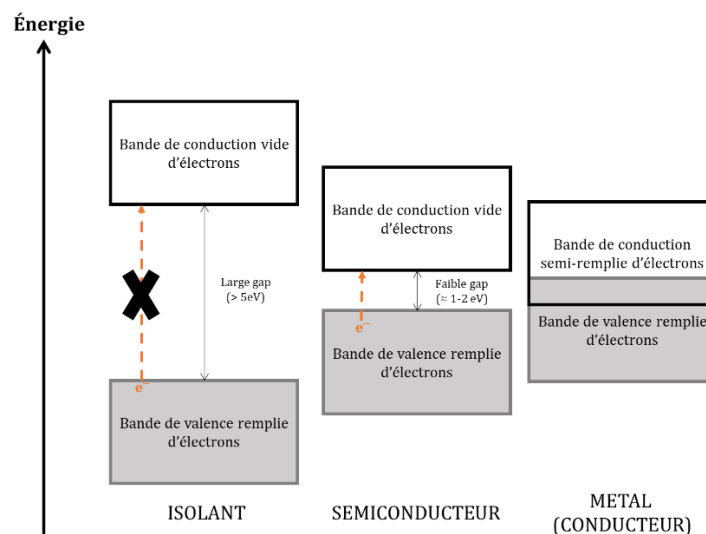 Énergie
Bande de conduction vide
d'électrons
Large gap
(> 5eV)
e⁻
Bande de valence remplie
d'électrons
ISOLANT
Bande de conduction vide
d'électrons
Faible gap
(≈ 1-2 eV)
e⁻
Bande de valence remplie
d'électrons
SEMICONDUCTEUR
Bande de conduction
semi-remplie d'électrons
Bande de valence remplie
d'électrons
METAL
(CONDUCTEUR)